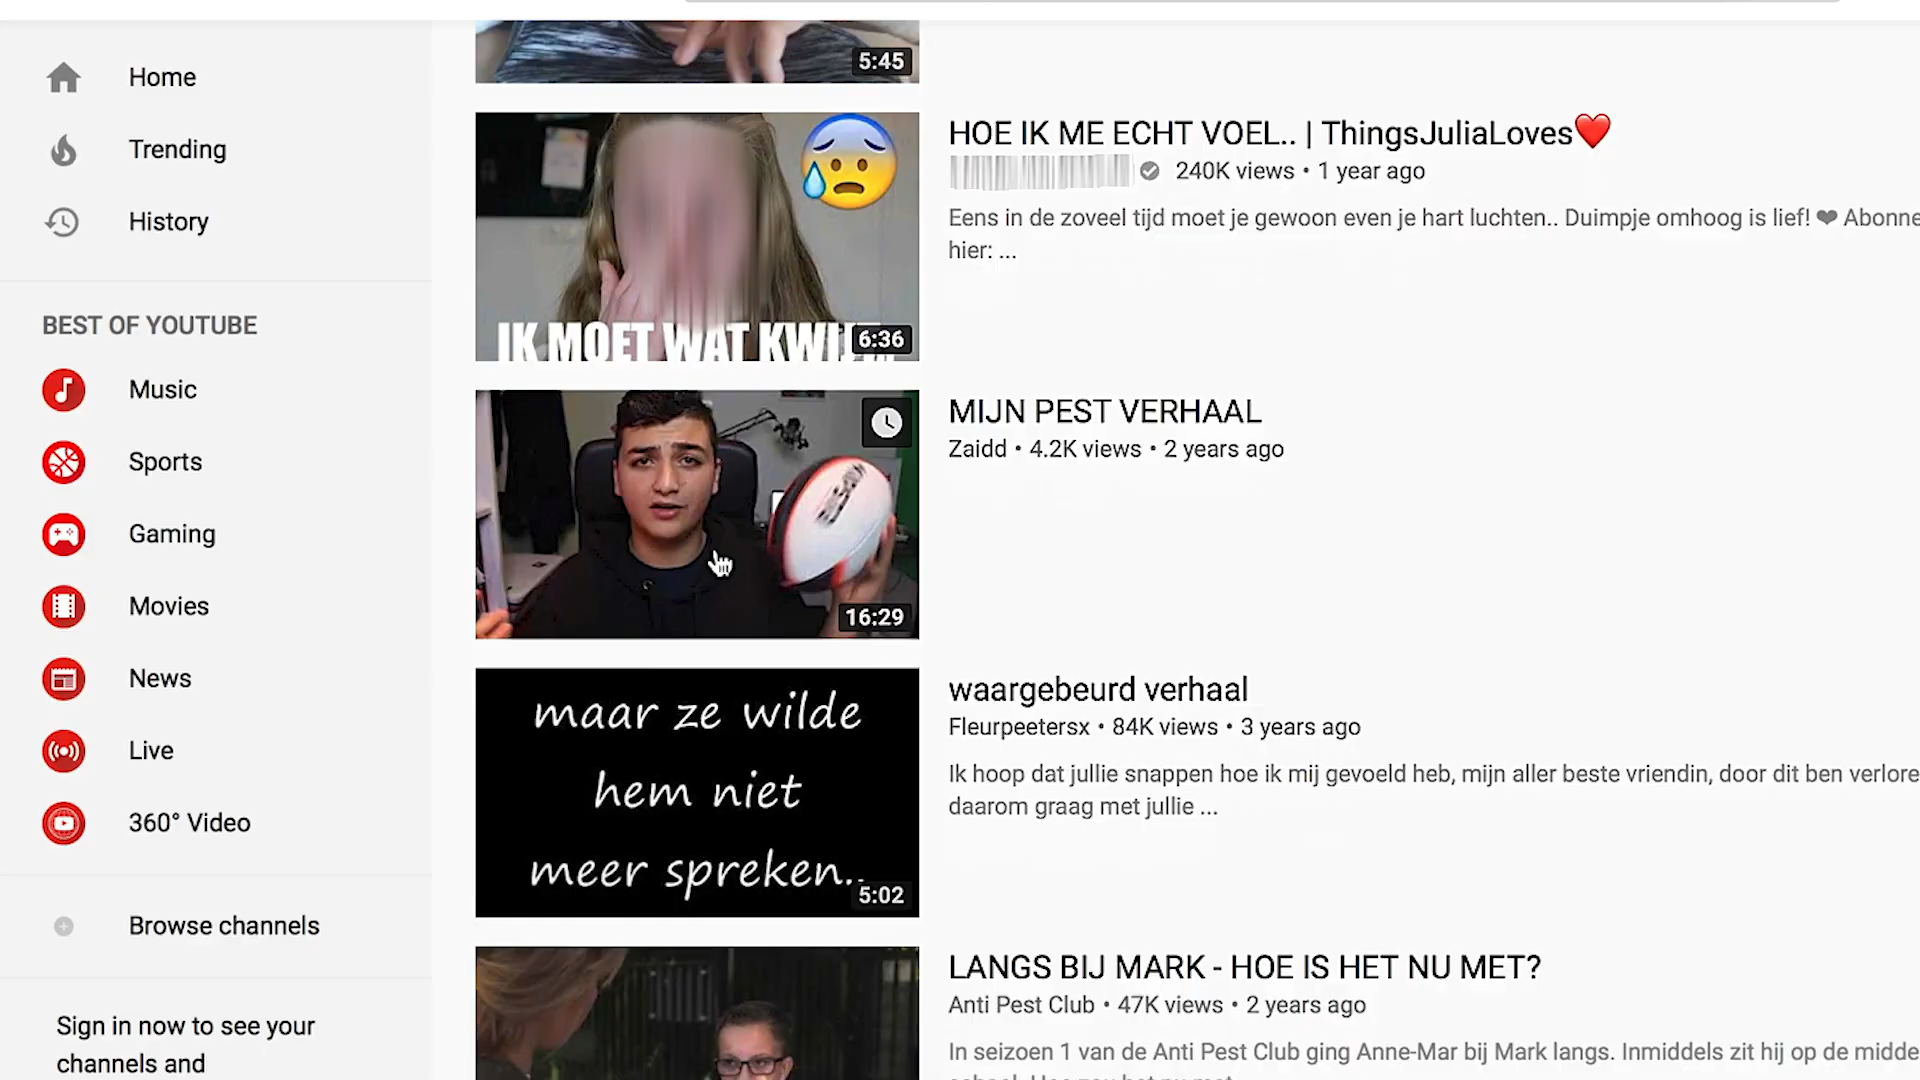 Home
Trending
History
BEST OF YOUTUBE
Music
Sports
Gaming
Movies
News
Live
360° Video
Browse channels
Sign in now to see your
channels and
5:45
IK MOET WAT
6:36
HOE IK ME ECHT VOEL.. | ThingsJuliaLoves❤️
240K views • 1 year ago
Eens in de zoveel tijd moet je gewoon even je hart luchten.. Duimpje omhoog is lief! ❤ Abonne
hier: ...
16:29
MIJN PEST VERHAAL
Zaidd • 4.2K views • 2 years ago
maar ze wilde
hem niet
meer spreken..
5:02
waargebeurd verhaal
Fleurpeetersx • 84K views • 3 years ago
Ik hoop dat jullie snappen hoe ik mij gevoeld heb, mijn aller beste vriendin, door dit ben verlore
daarom graag met jullie ...
LANGS BIJ MARK - HOE IS HET NU MET?
Anti Pest Club • 47K views • 2 years ago
In seizoen 1 van de Anti Pest Club ging Anne-Mar bij Mark langs. Inmiddels zit hij op de midde